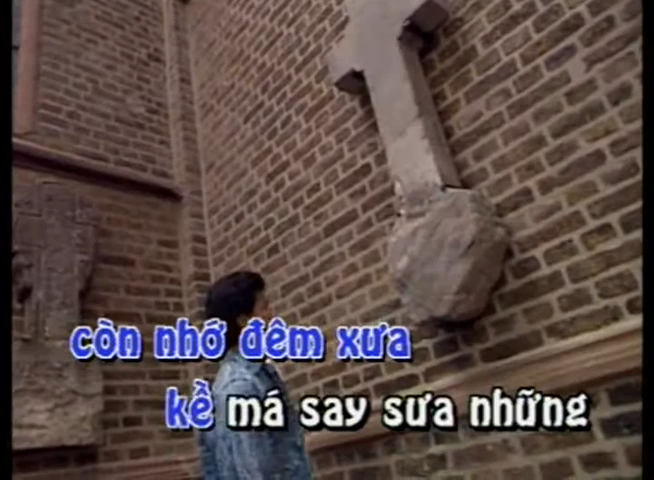 còn nhớ đêm xưa
kề má say sưa những